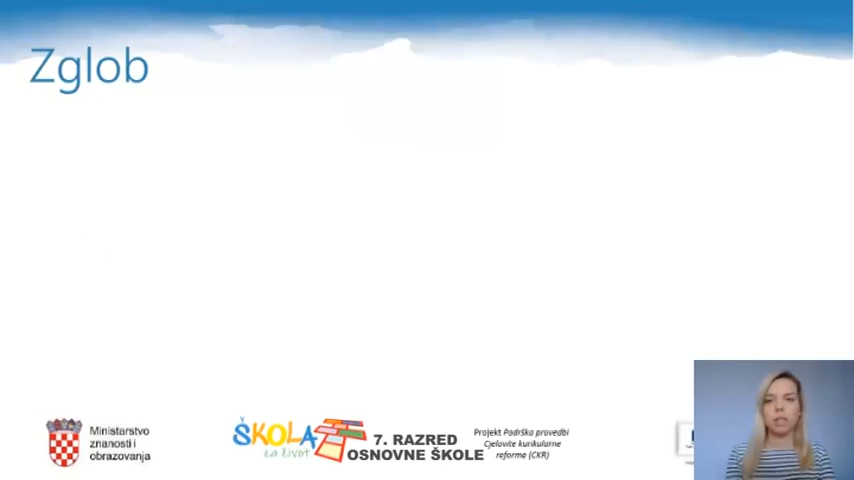 Zglob
Ministarstvo
znanosti i
obrazovanja
ŠKOLA
za život
7. RAZRED
OSNOVNE ŠKOLE
Projekt Podrška provedbi
Cjelovite kurikularne
reforme (CKR)